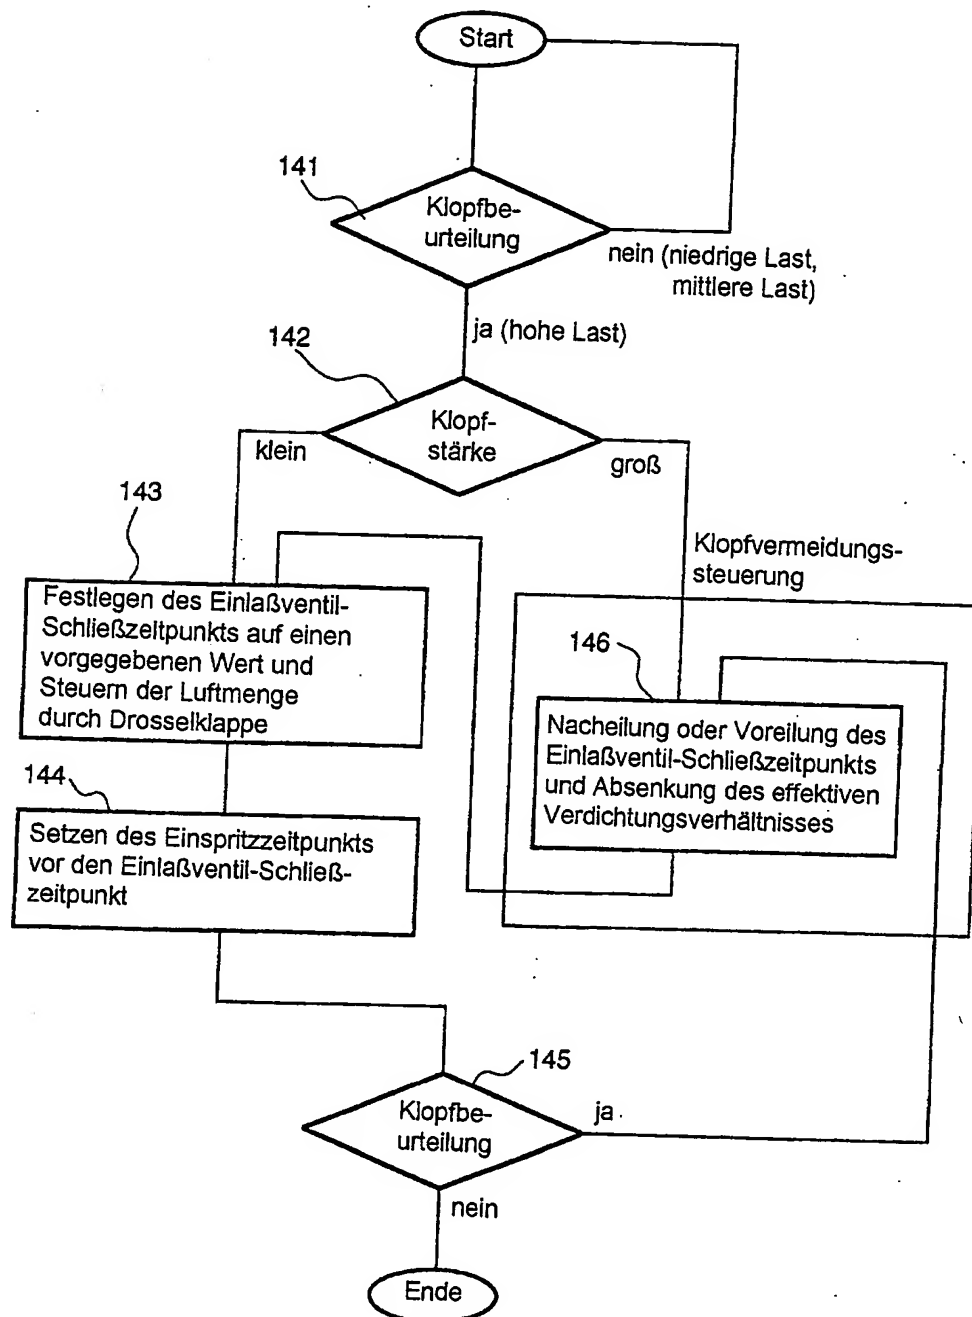 Start
141
Klopfbe-
urteilung
nein (niedrige Last,
mittlere Last)
ja (hohe Last)
142
Klopf-
stärke
klein
groß
143
Klopfvermeidungs-
steuerung
Festlegen des Einlaßventil-
Schließzeitpunkts auf einen
vorgegebenen Wert und
Steuern der Luftmenge
durch Drosselklappe
146
Nacheilung oder Voreilung des
Einlaßventil-Schließzeitpunkts
und Absenkung des effektiven
Verdichtungsverhältnisses
144
Setzen des Einspritzzeitpunkts
vor den Einlaßventil-Schließ-
zeitpunkt
145
Klopfbe-
urteilung
ja
nein
Ende